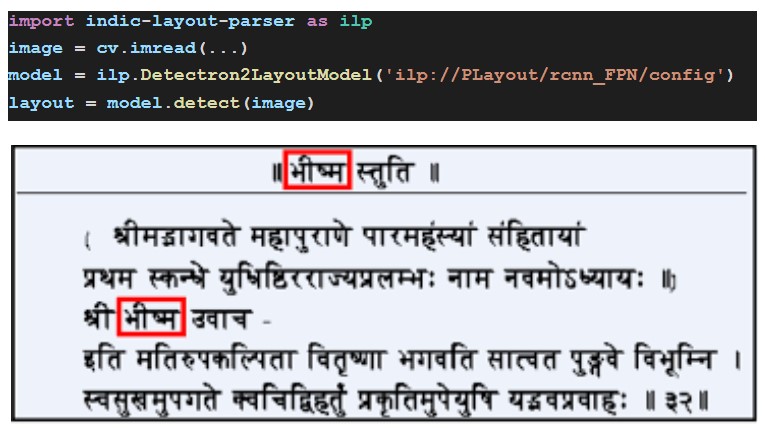 import indic-layout-parser as ilp
image = cv.imread(...)
model = ilp.Detectron2LayoutModel('ilp://PLayout/rcnn_FPN/config')
layout = model.detect(image)
॥ भीष्म स्तुति ॥
( श्रीमद्भागवते महापुराणे पारमहंस्यां संहितायां
प्रथम स्कन्धे युधिष्ठिरराज्यप्रलम्भः नाम नवमोऽध्यायः ॥)
श्री भीष्म उवाच -
इति मतिरुपकल्पिता वितृष्णा भगवति सात्वत पुङ्गवे विभूम्नि ।
स्वसुखमुपगते क्वचिद्विहर्तुं प्रकृतिमुपेयुषि यद्भवप्रवाहः ॥ ३२॥